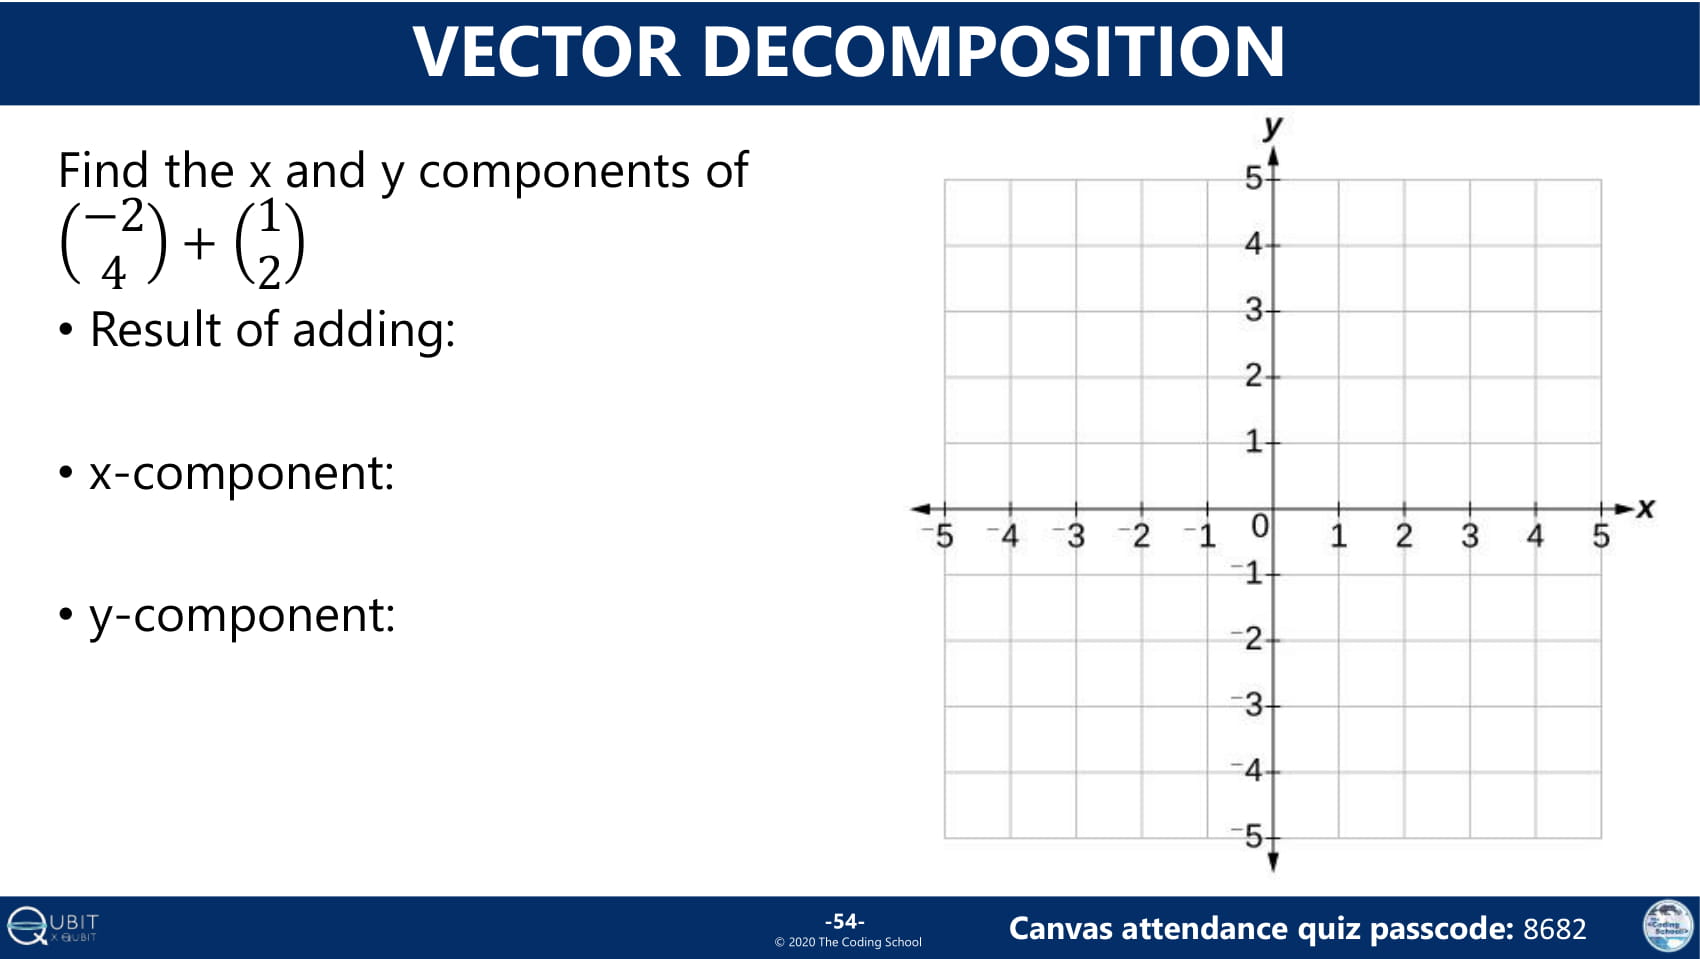 VECTOR DECOMPOSITION
Find the x and y components of
(−2 4) + (1 2)
• Result of adding:
• x-component:
• y-component:
y
5
4
3
2
1
⁻5 ⁻4 ⁻3 ⁻2 ⁻1 0 1 2 3 4 5 x
⁻1
⁻2
⁻3
⁻4
⁻5
QUBIT
X QUBIT
-54-
© 2020 The Coding School
Canvas attendance quiz passcode: 8682
The
Coding
School